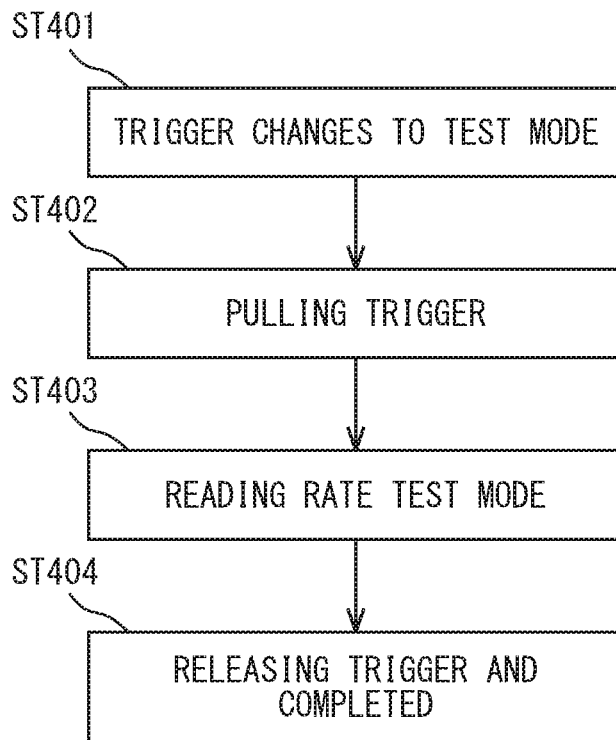 ST401
TRIGGER CHANGES TO TEST MODE
ST402
PULLING TRIGGER
ST403
READING RATE TEST MODE
ST404
RELEASING TRIGGER AND
COMPLETED